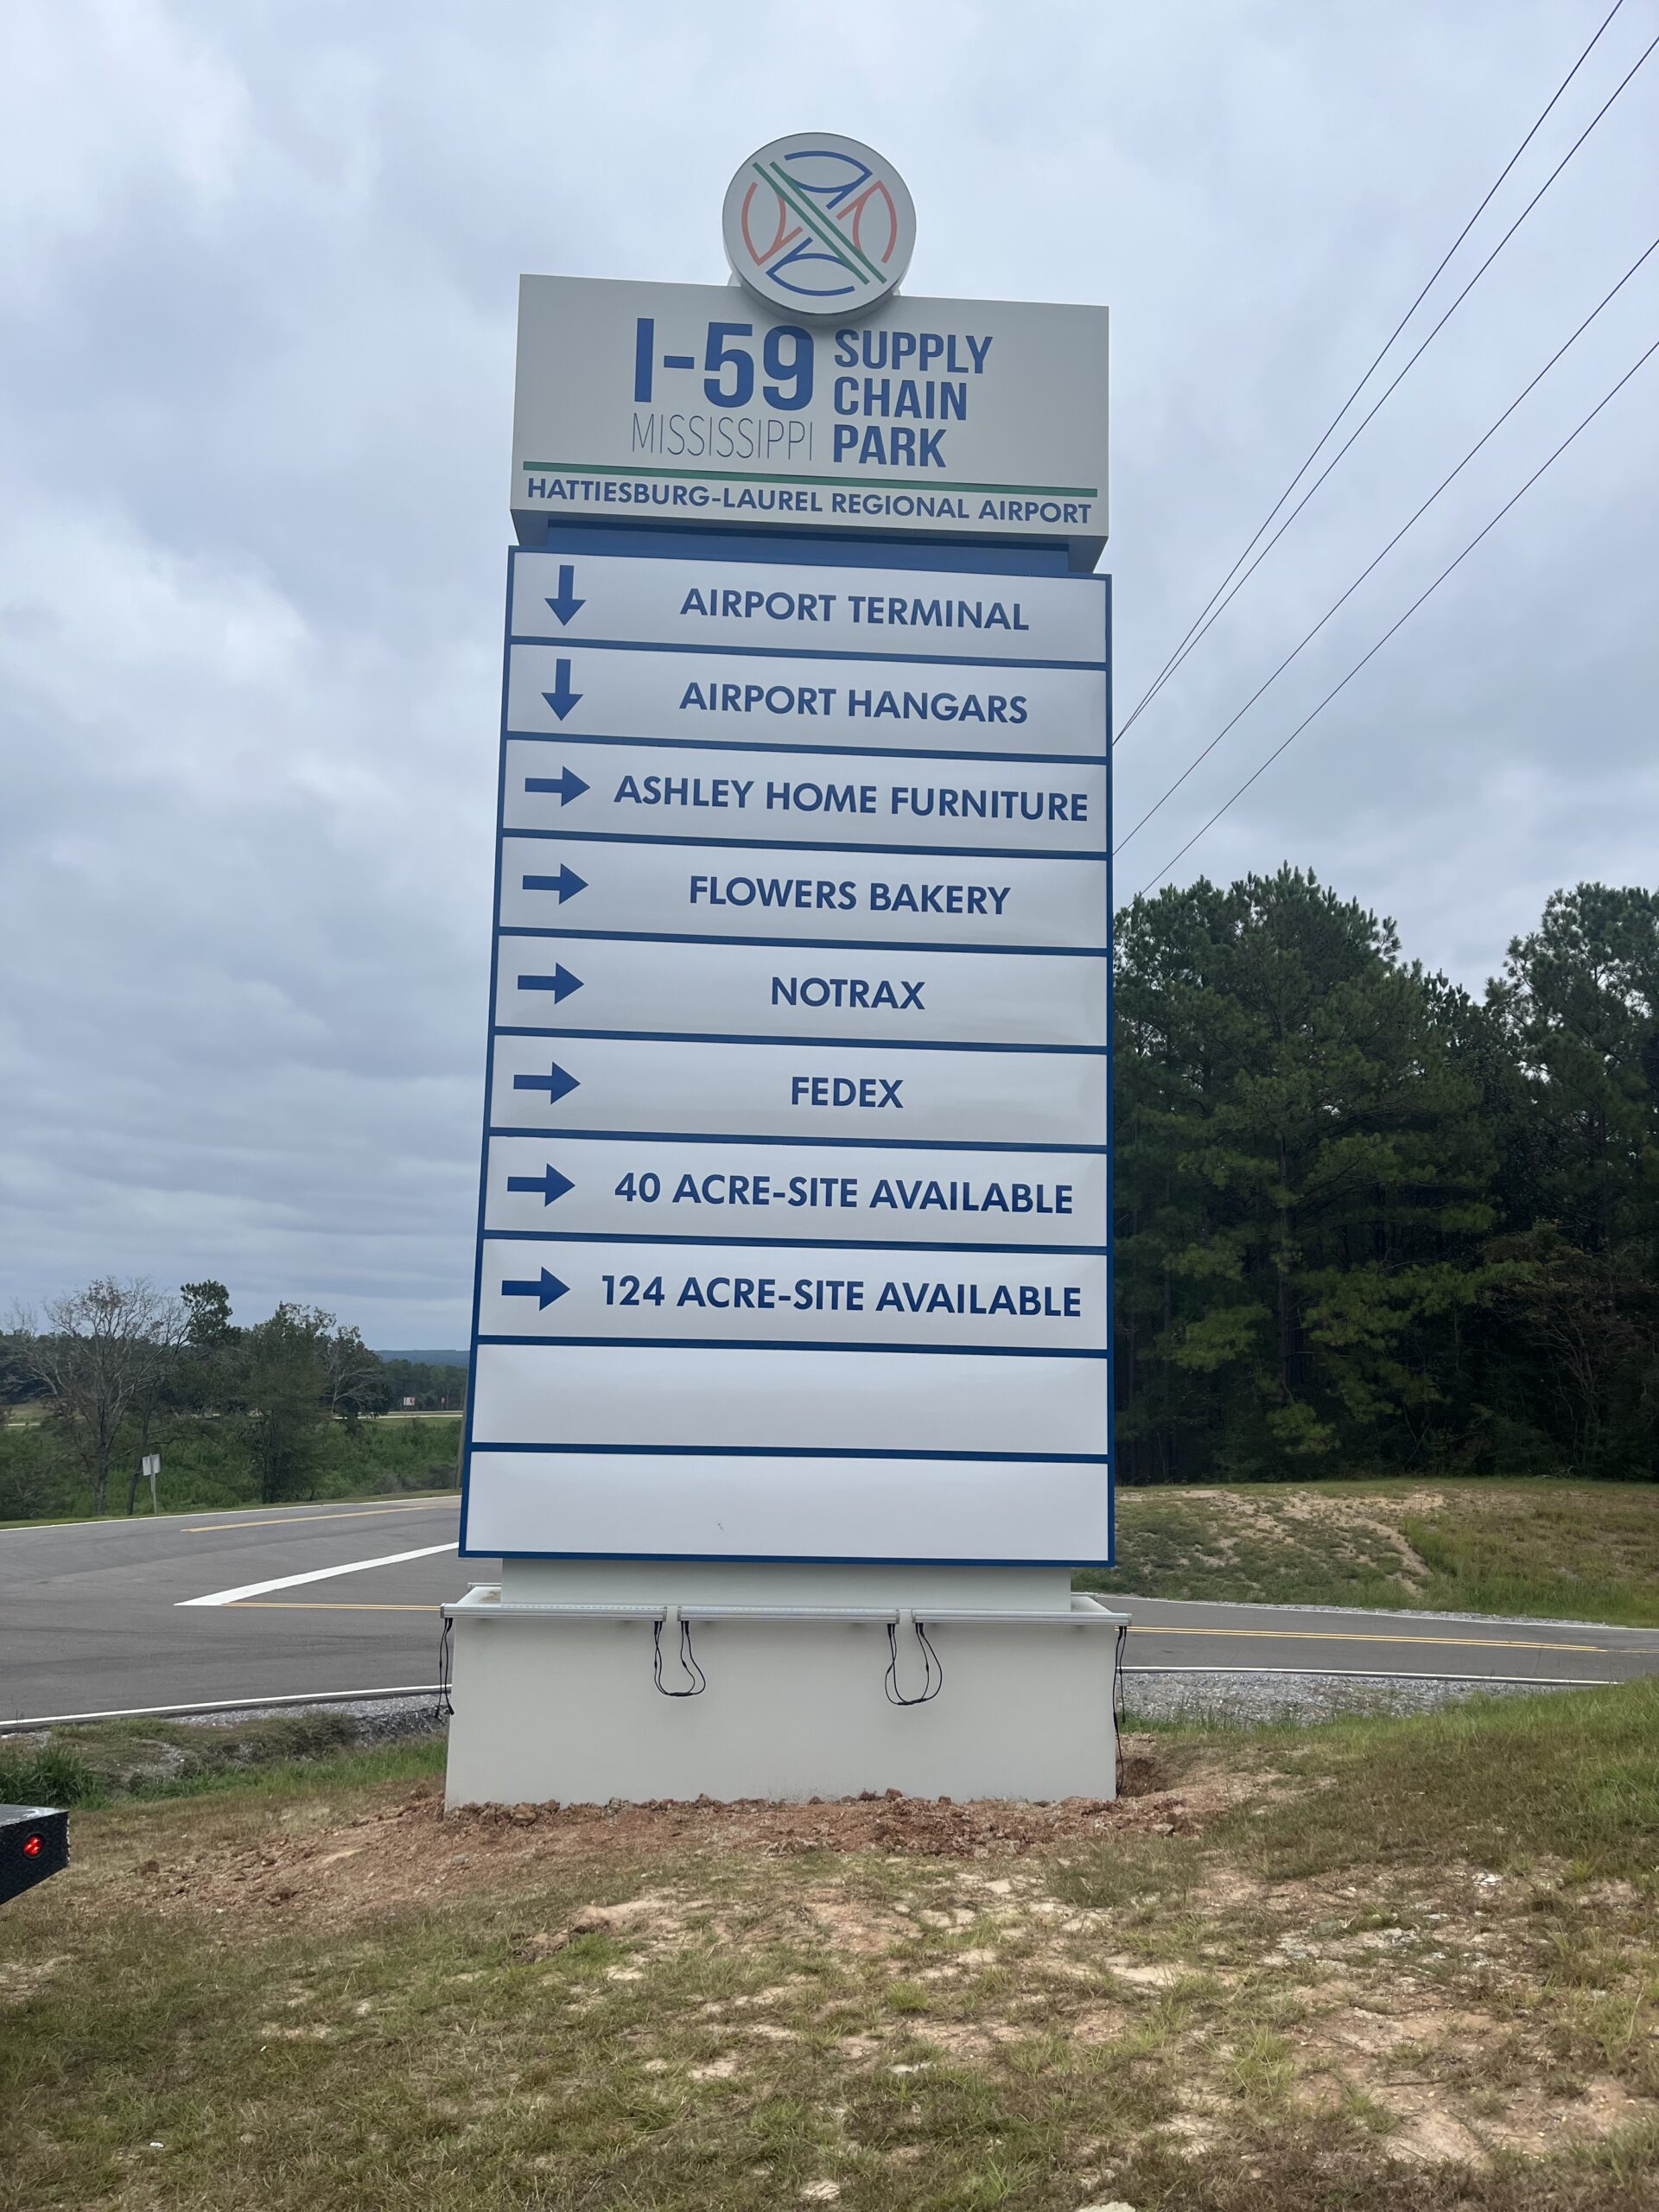 I-59 SUPPLY
CHAIN
MISSISSIPPI PARK
HATTIESBURG-LAUREL REGIONAL AIRPORT
AIRPORT TERMINAL
AIRPORT HANGARS
ASHLEY HOME FURNITURE
FLOWERS BAKERY
NOTRAX
FEDEX
40 ACRE-SITE AVAILABLE
124 ACRE-SITE AVAILABLE